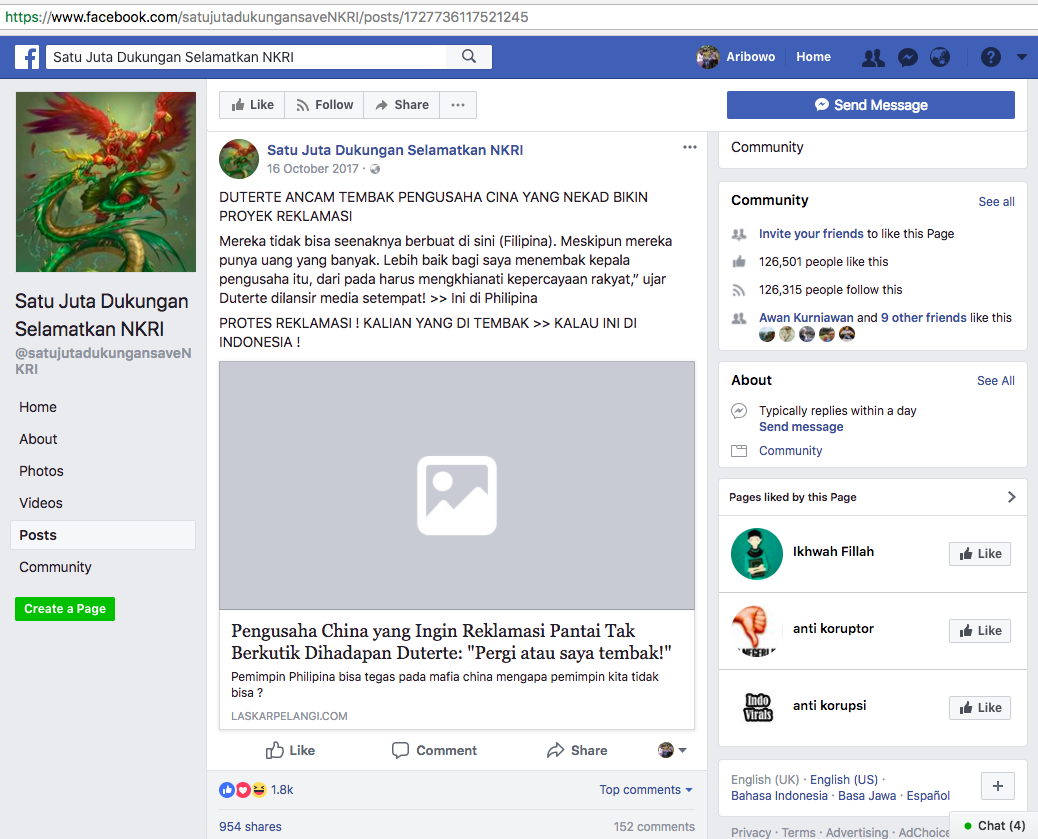 https://www.facebook.com/satujutadukungansaveNKRI/posts/1727736117521245
Satu Juta Dukungan Selamatkan NKRI
Aribowo
Home
Like
Follow
Share
Send Message
Satu Juta Dukungan
Selamatkan NKRI
@satujutadukungansaveN
KRI
Home
About
Photos
Videos
Posts
Community
Create a Page
Satu Juta Dukungan Selamatkan NKRI
16 October 2017
DUTERTE ANCAM TEMBAK PENGUSAHA CINA YANG NEKAD BIKIN
PROYEK REKLAMASI
Mereka tidak bisa seenaknya berbuat di sini (Filipina). Meskipun mereka
punya uang yang banyak. Lebih baik bagi saya menembak kepala
pengusaha itu, dari pada harus mengkhianati kepercayaan rakyat,” ujar
Duterte dilansir media setempat! >> Ini di Philipina
PROTES REKLAMASI ! KALIAN YANG DI TEMBAK >> KALAU INI DI
INDONESIA !
Pengusaha China yang Ingin Reklamasi Pantai Tak
Berkutik Dihadapan Duterte: "Pergi atau saya tembak!"
Pemimpin Philipina bisa tegas pada mafia china mengapa pemimpin kita tidak
bisa ?
LASKARPELANGI.COM
Like
Comment
Share
1.8k
Top comments
954 shares
152 comments
Community
Community
See all
Invite your friends to like this Page
126,501 people like this
126,315 people follow this
Awan Kurniawan and 9 other friends like this
About
See All
Typically replies within a day
Send message
Community
Pages liked by this Page
Ikhwah Fillah
Like
NEGERI
anti koruptor
Like
Indo
Virals
anti korupsi
Like
English (UK) · English (US) ·
Bahasa Indonesia · Basa Jawa · Español
Privacy · Terms · Advertising · AdChoice
Chat (4)